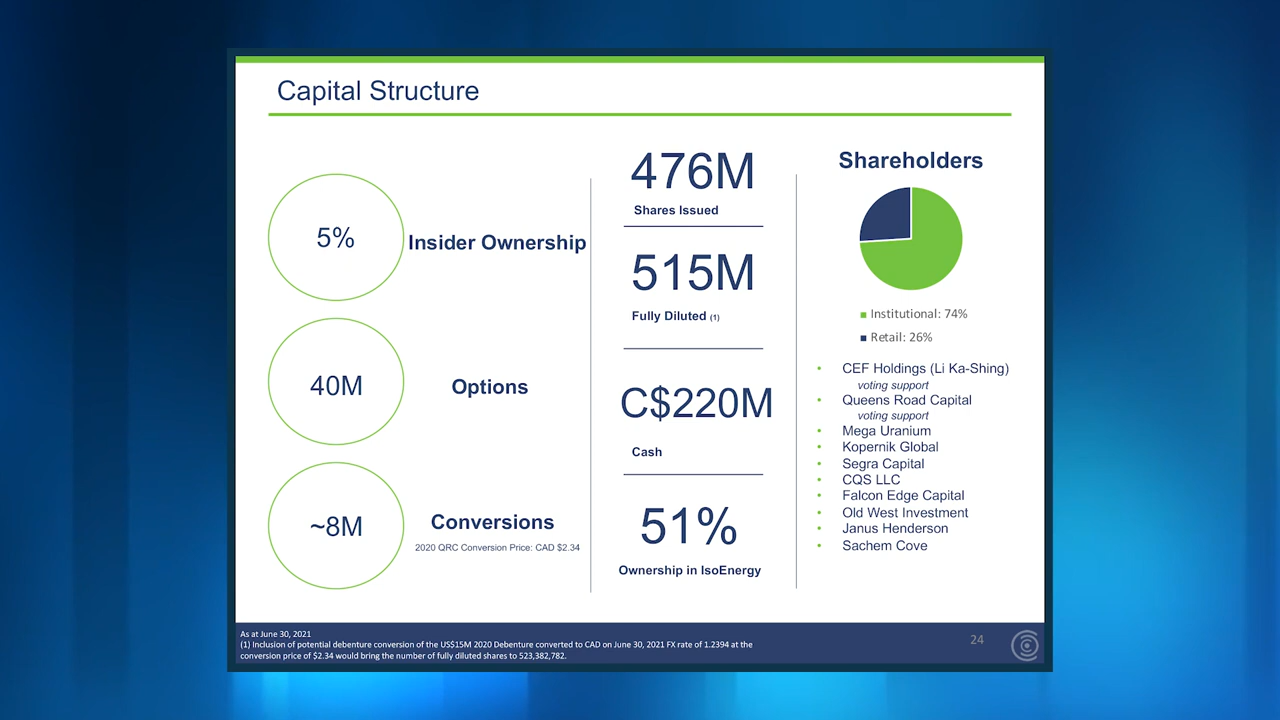 Capital Structure
5%
Insider Ownership
40M
Options
~8M
Conversions
2020 QRC Conversion Price: CAD $2.34
476M
Shares Issued
515M
Fully Diluted (1)
C$220M
Cash
51%
Ownership in IsoEnergy
Shareholders
Institutional: 74%
Retail: 26%
• CEF Holdings (Li Ka-Shing)
voting support
• Queens Road Capital
voting support
• Mega Uranium
• Kopernik Global
• Segra Capital
• CQS LLC
• Falcon Edge Capital
• Old West Investment
• Janus Henderson
• Sachem Cove
As at June 30, 2021
(1) Inclusion of potential debenture conversion of the US$15M 2020 Debenture converted to CAD on June 30, 2021 FX rate of 1.2394 at the
conversion price of $2.34 would bring the number of fully diluted shares to 523,382,782.
24